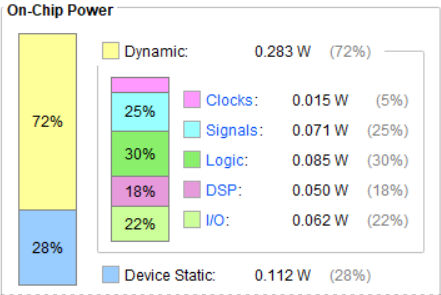 On-Chip Power
Dynamic: 0.283 W (72%)
72%
25%
Clocks: 0.015 W (5%)
Signals: 0.071 W (25%)
30%
Logic: 0.085 W (30%)
18%
DSP: 0.050 W (18%)
22%
I/O: 0.062 W (22%)
28%
Device Static: 0.112 W (28%)